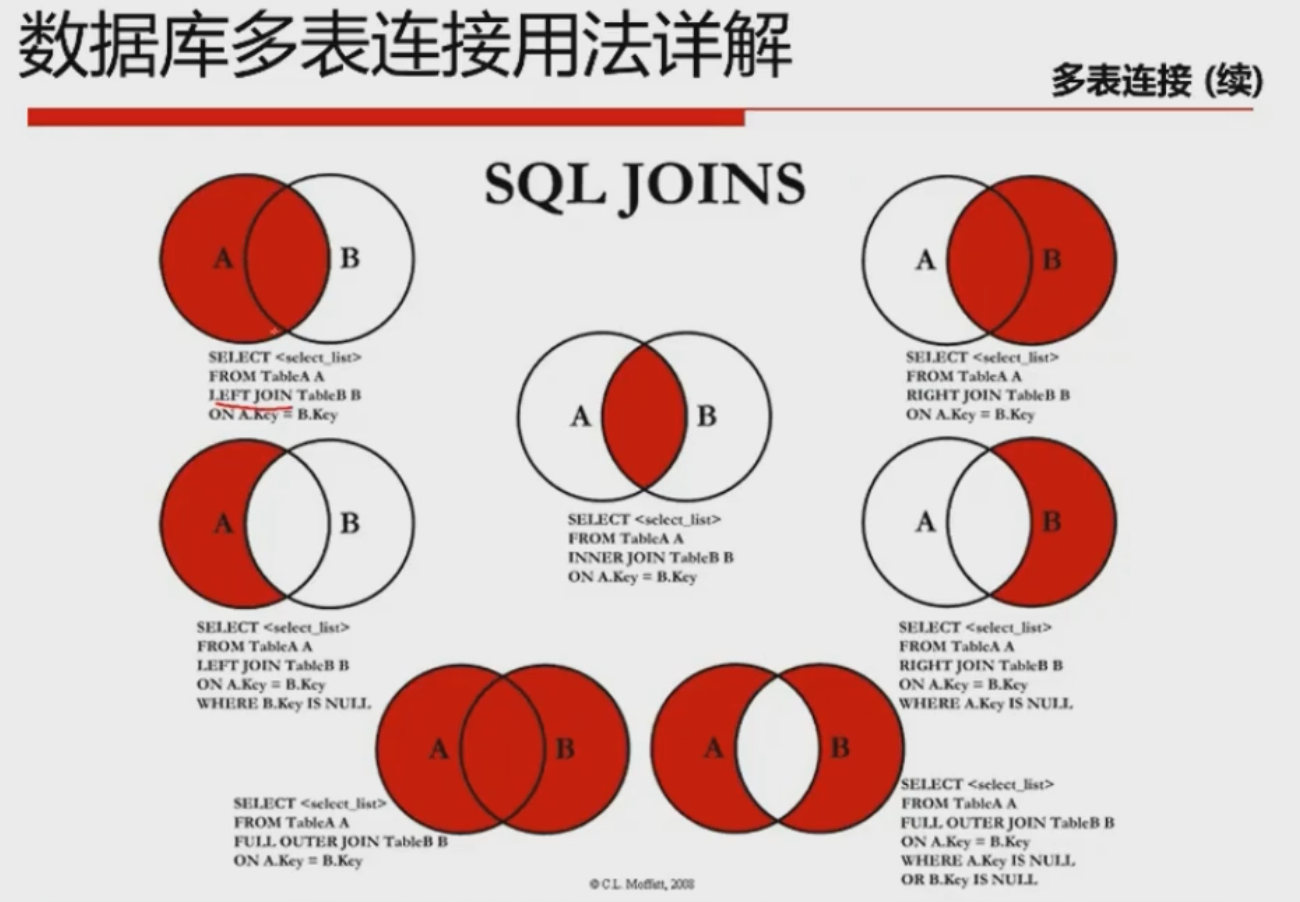 数据库多表连接用法详解
多表连接 (续)
SQL JOINS
A B
SELECT <select_list>
FROM TableA A
LEFT JOIN TableB B
ON A.Key = B.Key
A B
SELECT <select_list>
FROM TableA A
RIGHT JOIN TableB B
ON A.Key = B.Key
A B
SELECT <select_list>
FROM TableA A
INNER JOIN TableB B
ON A.Key = B.Key
A B
SELECT <select_list>
FROM TableA A
LEFT JOIN TableB B
ON A.Key = B.Key
WHERE B.Key IS NULL
A B
SELECT <select_list>
FROM TableA A
RIGHT JOIN TableB B
ON A.Key = B.Key
WHERE A.Key IS NULL
A B
SELECT <select_list>
FROM TableA A
FULL OUTER JOIN TableB B
ON A.Key = B.Key
A B
SELECT <select_list>
FROM TableA A
FULL OUTER JOIN TableB B
ON A.Key = B.Key
WHERE A.Key IS NULL
OR B.Key IS NULL
© C.L. Moffatt, 2008